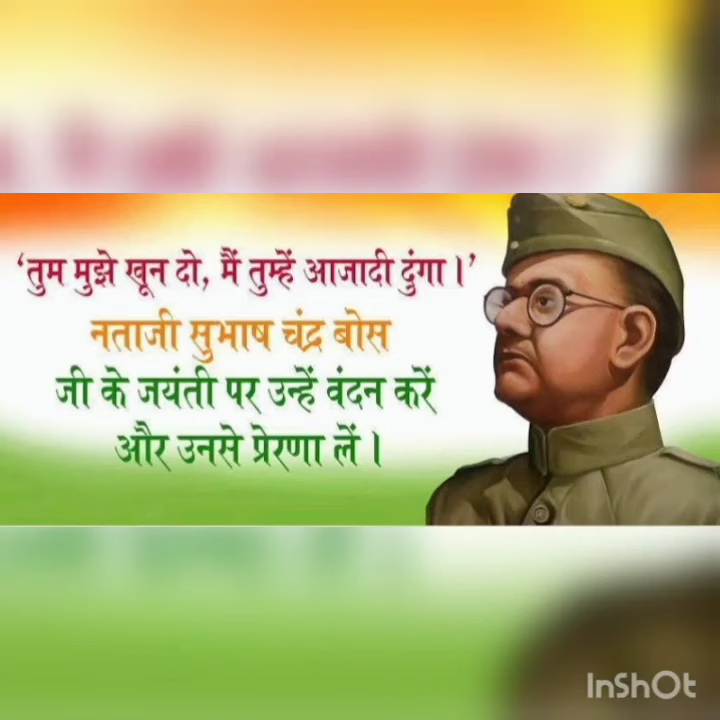 ‘तुम मुझे खून दो, मैं तुम्हें आजादी दुंगा।’
नताजी सुभाष चंद्र बोस
जी के जयंती पर उन्हें वंदन करें
और उनसे प्रेरणा लें।
InShOt